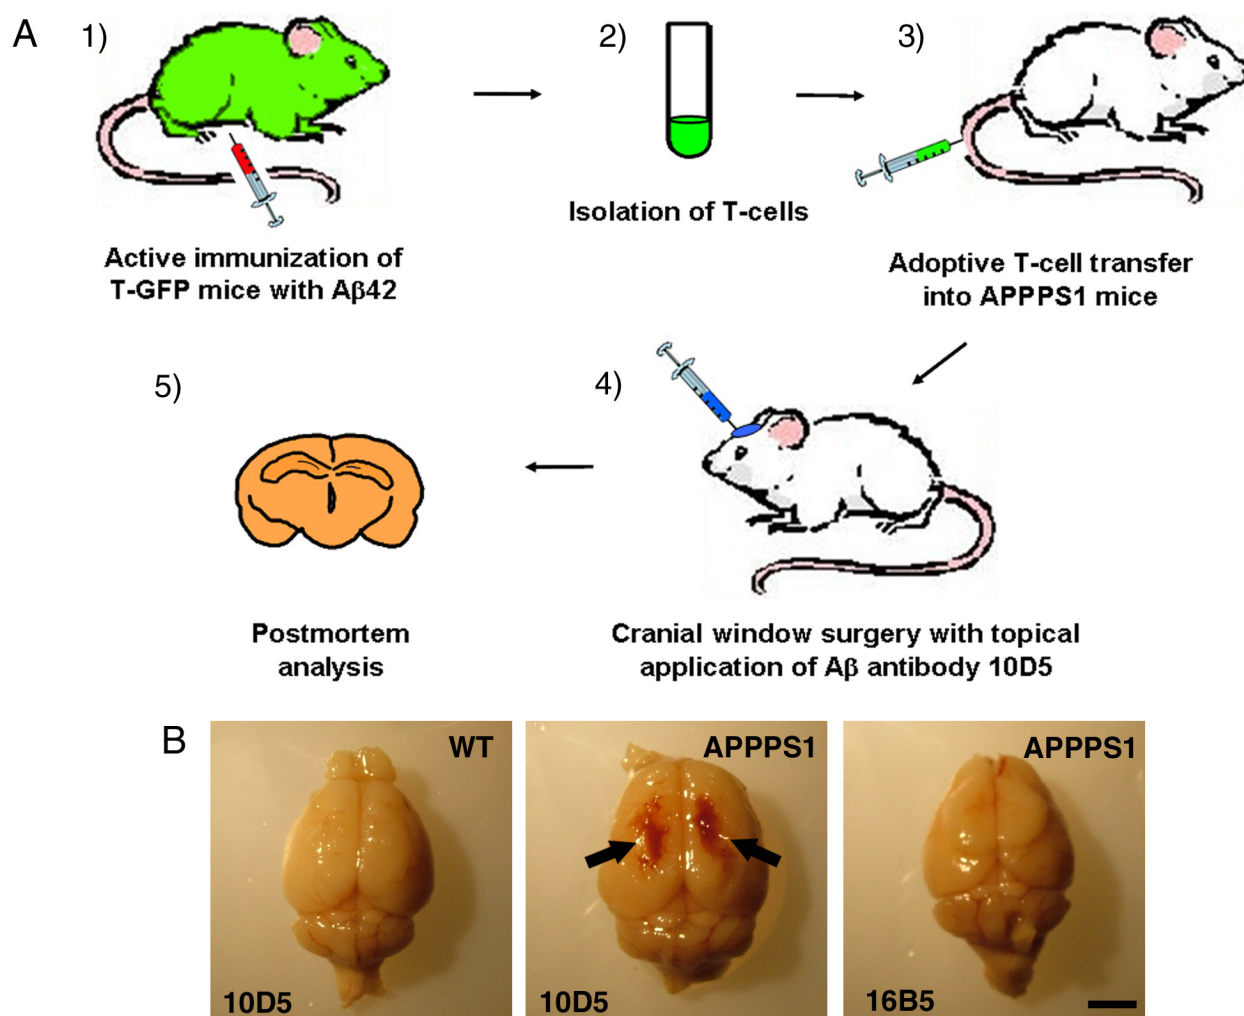 A
1)
2)
3)
Isolation of T-cells
Active immunization of
T-GFP mice with Aβ42
Adoptive T-cell transfer
into APPPS1 mice
5)
4)
Postmortem
analysis
Cranial window surgery with topical
application of Aβ antibody 10D5
B
WT
APPPS1
APPPS1
10D5
10D5
16B5